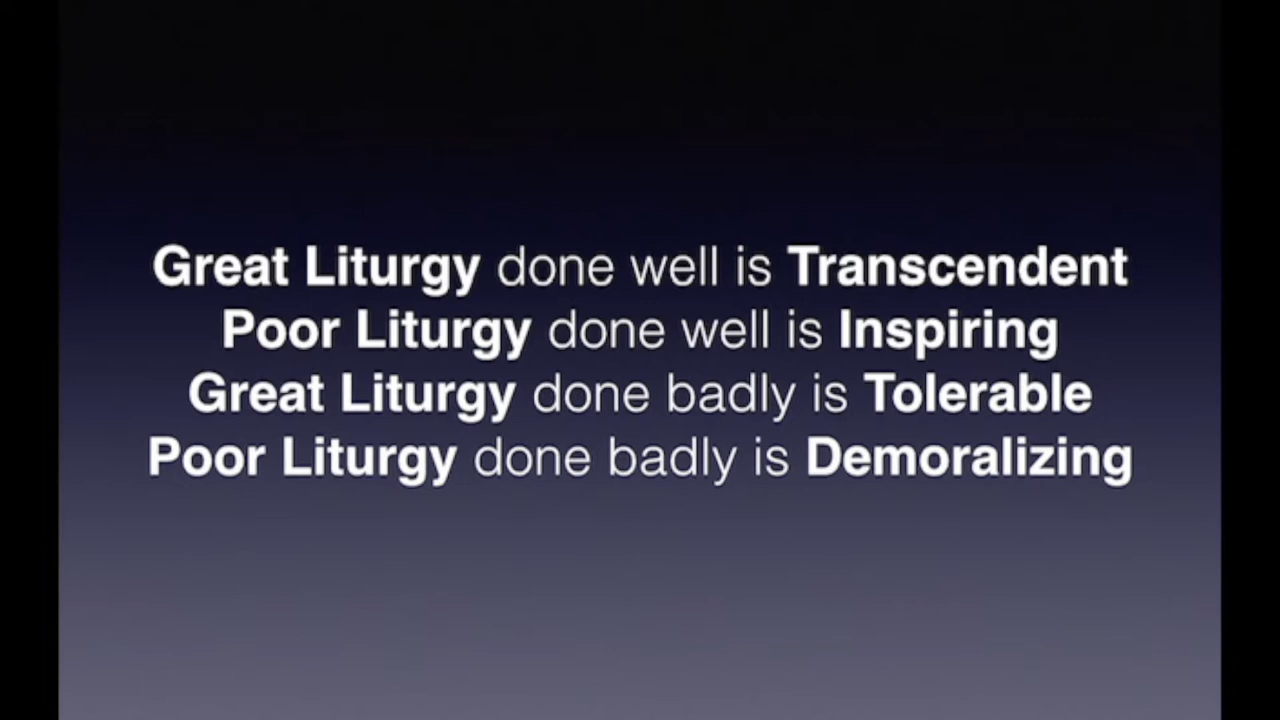 Great Liturgy done well is Transcendent
Poor Liturgy done well is Inspiring
Great Liturgy done badly is Tolerable
Poor Liturgy done badly is Demoralizing